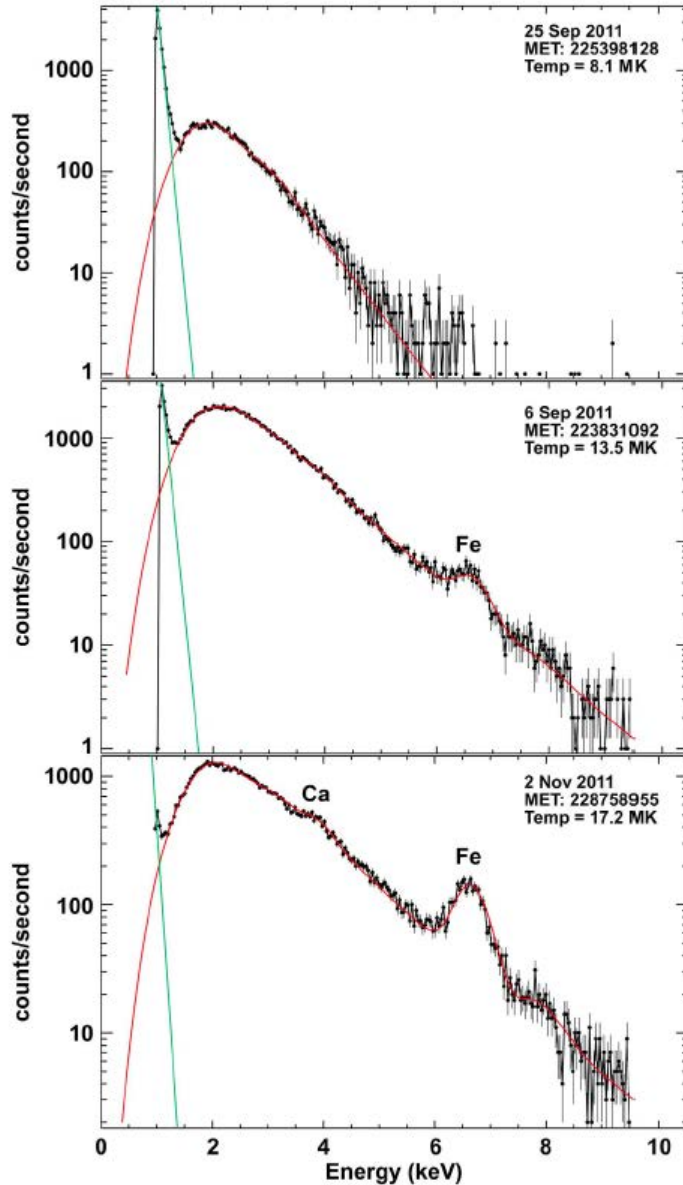 25 Sep 2011
MET: 225398128
Temp = 8.1 MK
counts/second
1000
100
10
1
6 Sep 2011
MET: 223831092
Temp = 13.5 MK
Fe
counts/second
1000
100
10
1
2 Nov 2011
MET: 228758955
Temp = 17.2 MK
Ca
Fe
counts/second
1000
100
10
0 2 4 6 8 10
Energy (keV)